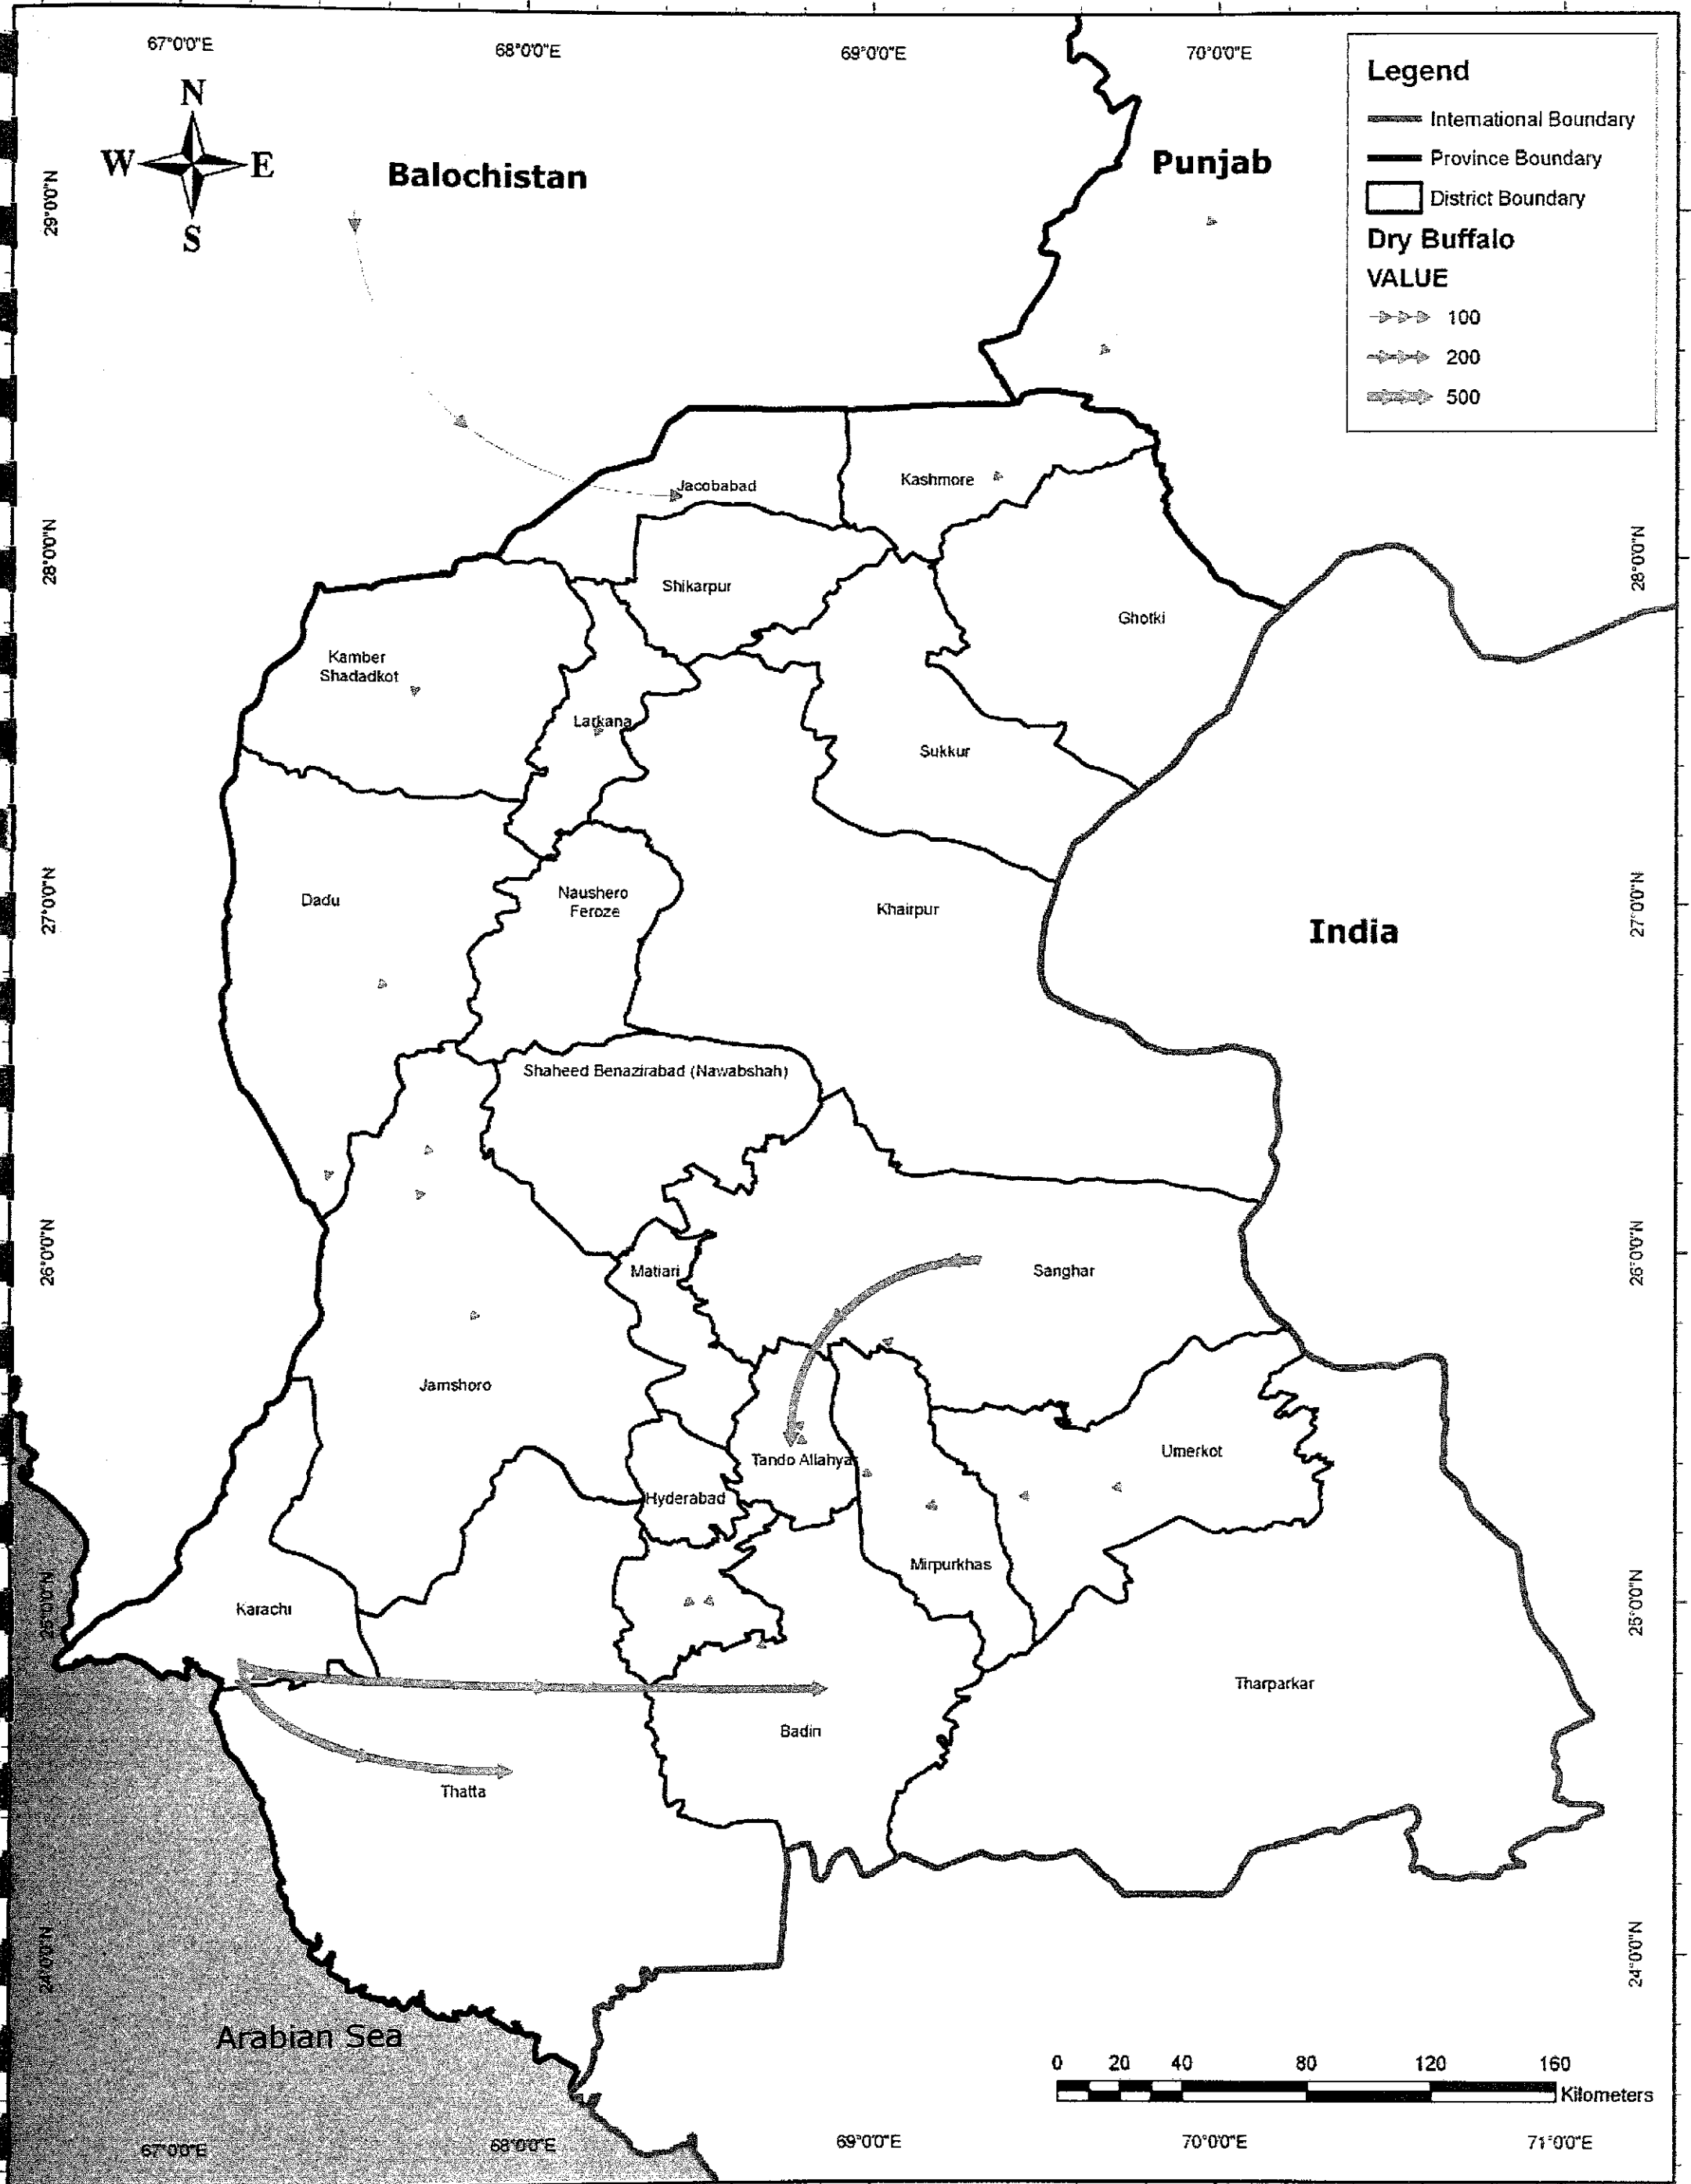 67°0'0"E
68°0'0"E
69°0'0"E
70°0'0"E
Legend
International Boundary
Province Boundary
District Boundary
Dry Buffalo
VALUE
100
200
500
N
W
E
S
Balochistan
Punjab
29°0'0"N
Jacobabad
Kashmore
28°0'0"N
28°0'0"N
Shikarpur
Ghotki
Kamber
Shadadkot
Larkana
Sukkur
27°0'0"N
27°0'0"N
Dadu
Naushero
Feroze
Khairpur
India
Shaheed Benazirabad (Nawabshah)
26°0'0"N
26°0'0"N
Matiari
Sanghar
Jamshoro
Tando Allahyar
Umerkot
Hyderabad
Mirpurkhas
25°0'0"N
25°0'0"N
Karachi
Tharparkar
Badin
Thatta
24°0'0"N
24°0'0"N
Arabian Sea
0 20 40 80 120 160
Kilometers
67°0'0"E
68°0'0"E
69°0'0"E
70°0'0"E
71°0'0"E